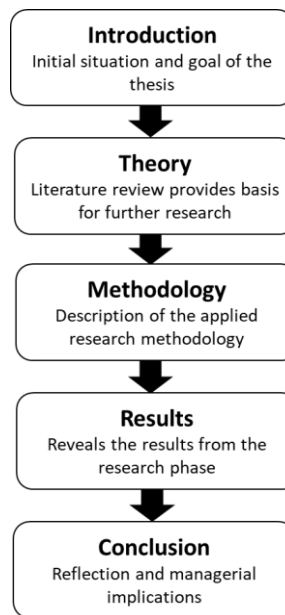 Introduction
Initial situation and goal of the
thesis
Theory
Literature review provides basis
for further research
Methodology
Description of the applied
research methodology
Results
Reveals the results from the
research phase
Conclusion
Reflection and managerial
implications